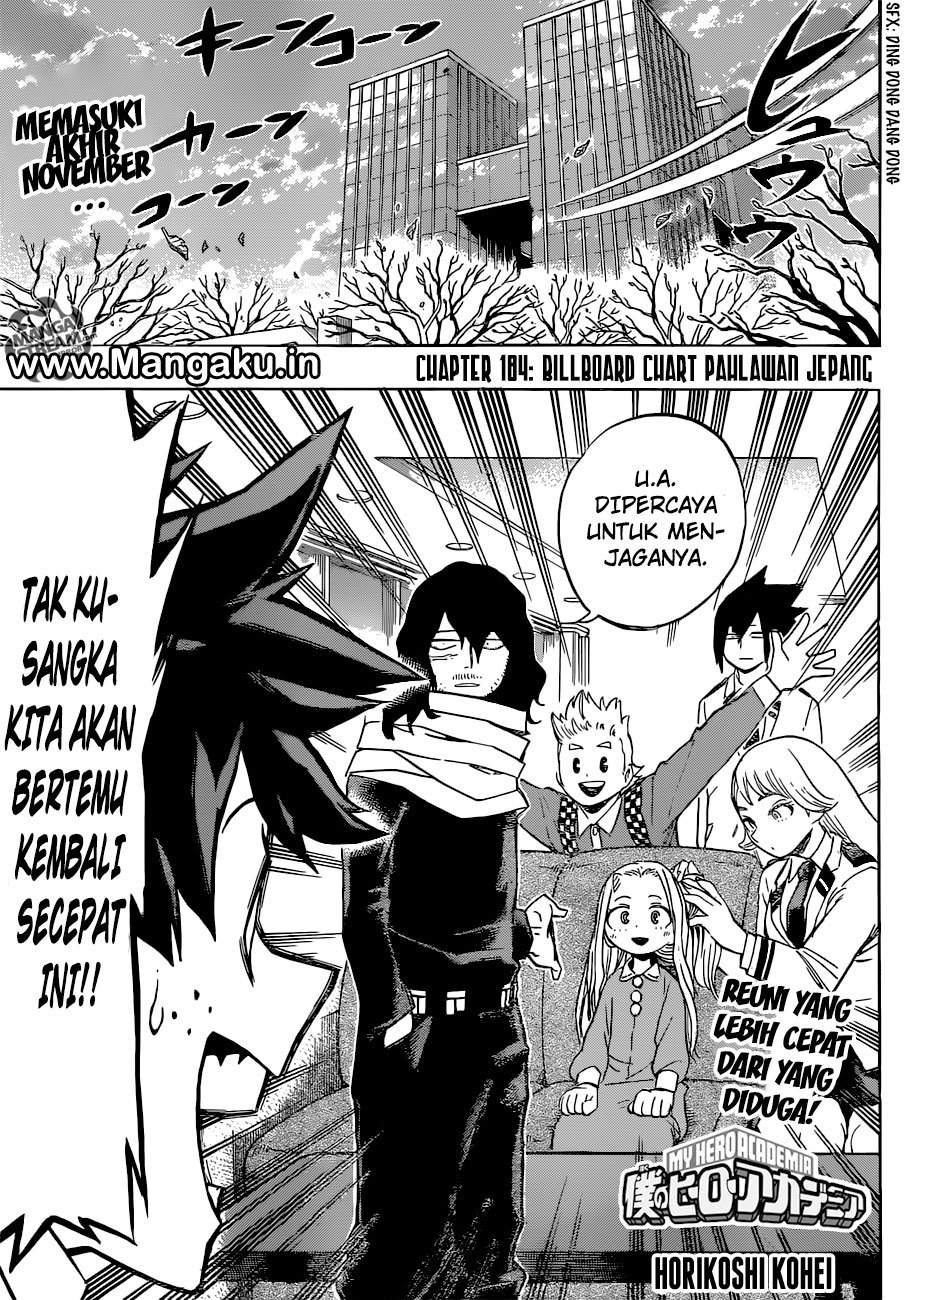 キーンコーン
カーン
コーン
ヒュウウ
SFX: DING DONG DANG DONG
MEMASUKI
AKHIR
NOVEMBER
...
MANGA
STREAM
www.Mangaku.in
CHAPTER 184: BILLBOARD CHART PAHLAWAN JEPANG
U.A.
DIPERCAYA
UNTUK MEN-
JAGANYA.
TAK KU-
SANGKA
KITA AKAN
BERTEMU
KEMBALI
SECEPAT
INI!!
REUNI YANG
LEBIH CEPAT
DARI YANG
DIDUGA!
MY HERO ACADEMIA
僕のヒーローアカデミア
HORIKOSHI KOHEI